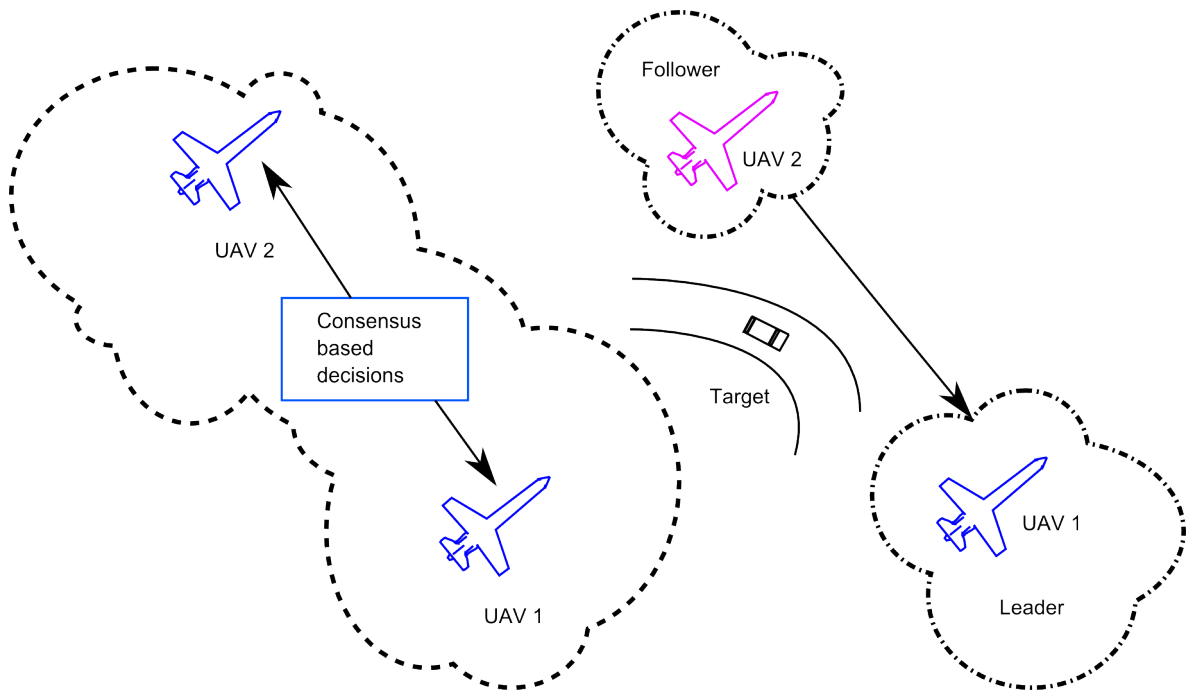 Follower
UAV 2
UAV 2
Consensus
based
decisions
Target
UAV 1
UAV 1
Leader